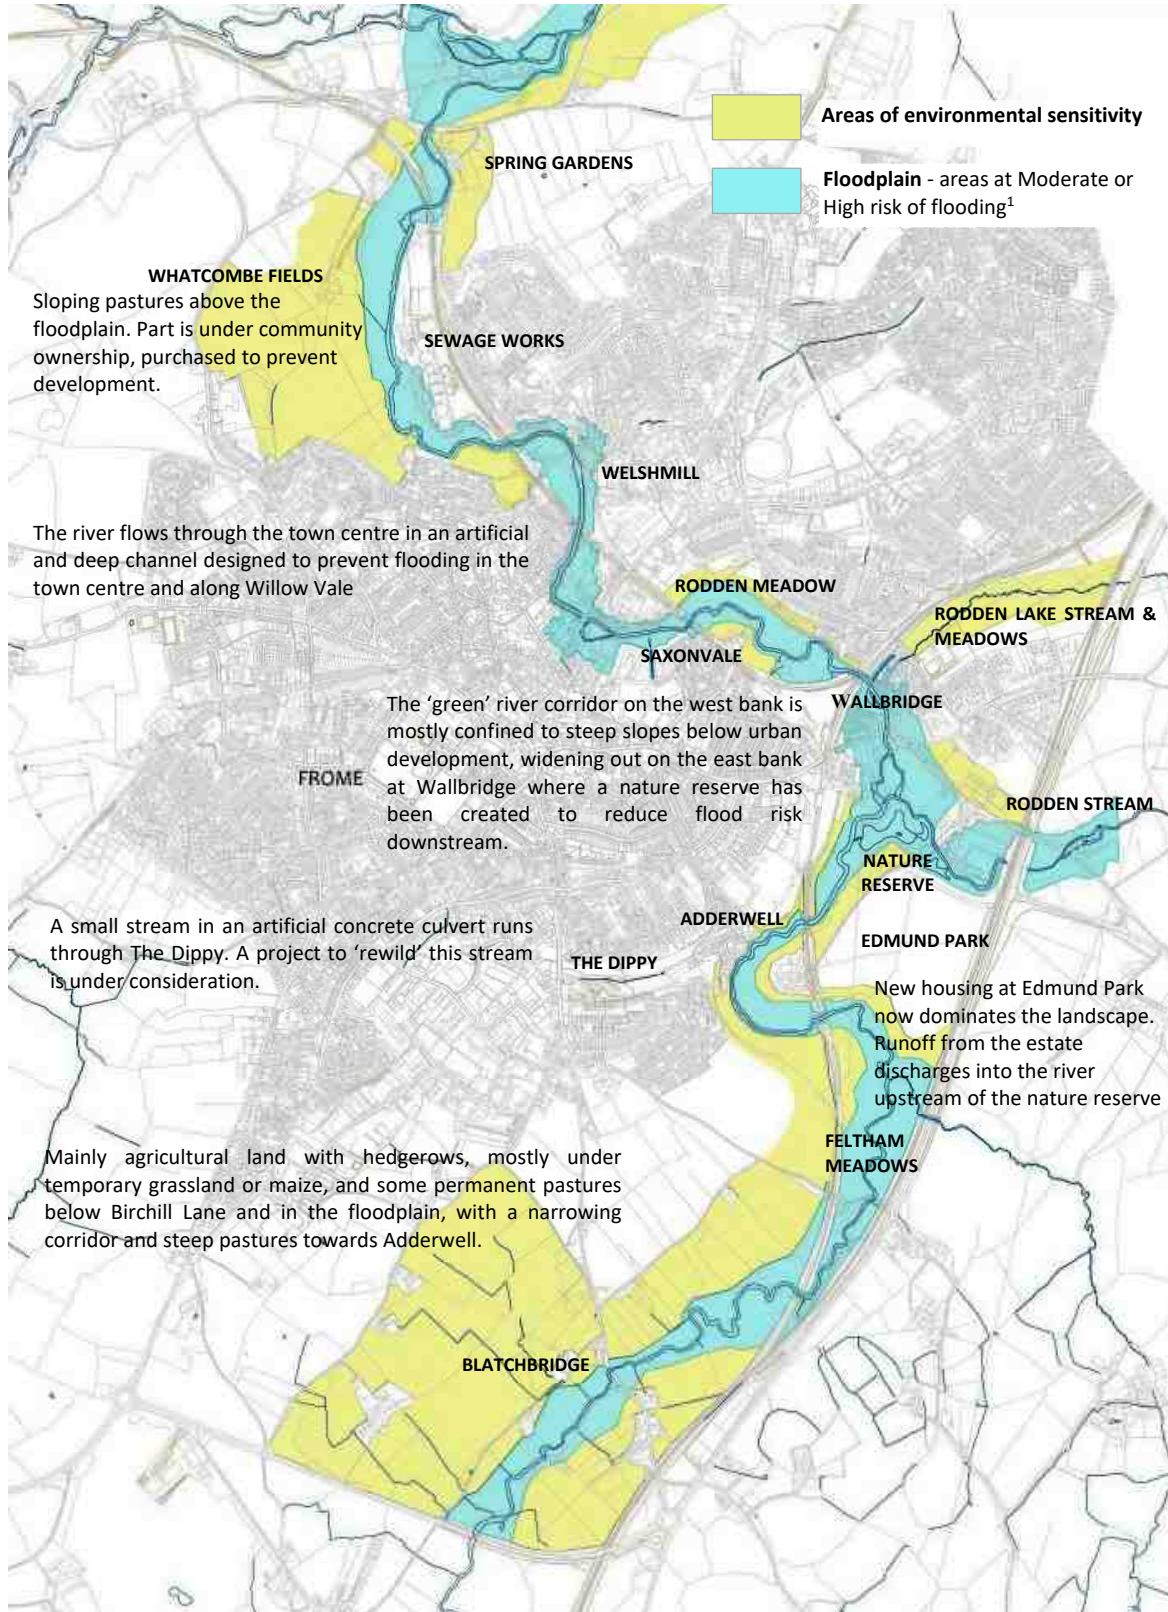 Areas of environmental sensitivity
Floodplain - areas at Moderate or
High risk of flooding¹
SPRING GARDENS
WHATCOMBE FIELDS
Sloping pastures above the
floodplain. Part is under community
ownership, purchased to prevent
development.
SEWAGE WORKS
WELSHMILL
The river flows through the town centre in an artificial
and deep channel designed to prevent flooding in the
town centre and along Willow Vale
RODDEN MEADOW
RODDEN LAKE STREAM &
MEADOWS
SAXONVALE
WALLBRIDGE
The ‘green’ river corridor on the west bank is
mostly confined to steep slopes below urban
development, widening out on the east bank
at Wallbridge where a nature reserve has
been created to reduce flood risk
downstream.
FROME
RODDEN STREAM
NATURE
RESERVE
ADDERWELL
EDMUND PARK
A small stream in an artificial concrete culvert runs
through The Dippy. A project to ‘rewild’ this stream
is under consideration.
THE DIPPY
New housing at Edmund Park
now dominates the landscape.
Runoff from the estate
discharges into the river
upstream of the nature reserve
FELTHAM
MEADOWS
Mainly agricultural land with hedgerows, mostly under
temporary grassland or maize, and some permanent pastures
below Birchill Lane and in the floodplain, with a narrowing
corridor and steep pastures towards Adderwell.
BLATCHBRIDGE